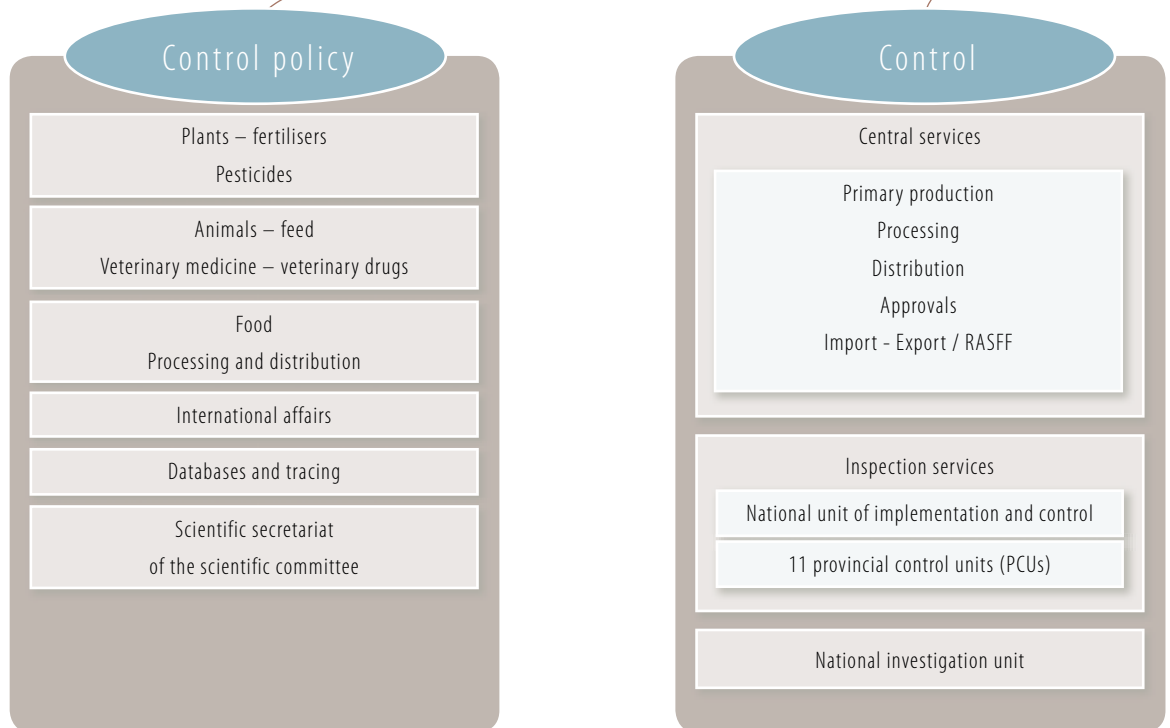 Control policy
Plants – fertilisers
Pesticides
Animals – feed
Veterinary medicine – veterinary drugs
Food
Processing and distribution
International affairs
Databases and tracing
Scientific secretariat
of the scientific committee
Control
Central services
Primary production
Processing
Distribution
Approvals
Import - Export / RASFF
Inspection services
National unit of implementation and control
11 provincial control units (PCUs)
National investigation unit